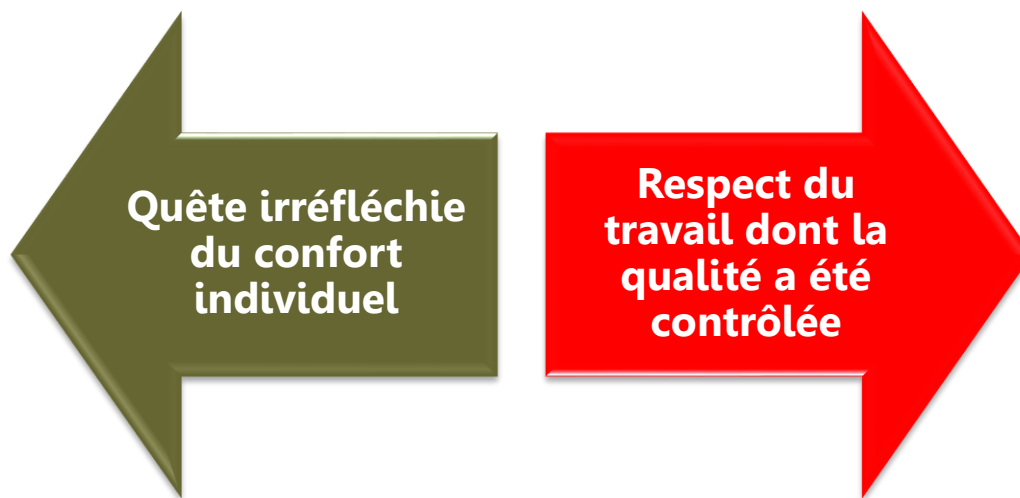 Quête irréfléchie
du confort
individuel
Respect du
travail dont la
qualité a été
contrôlée